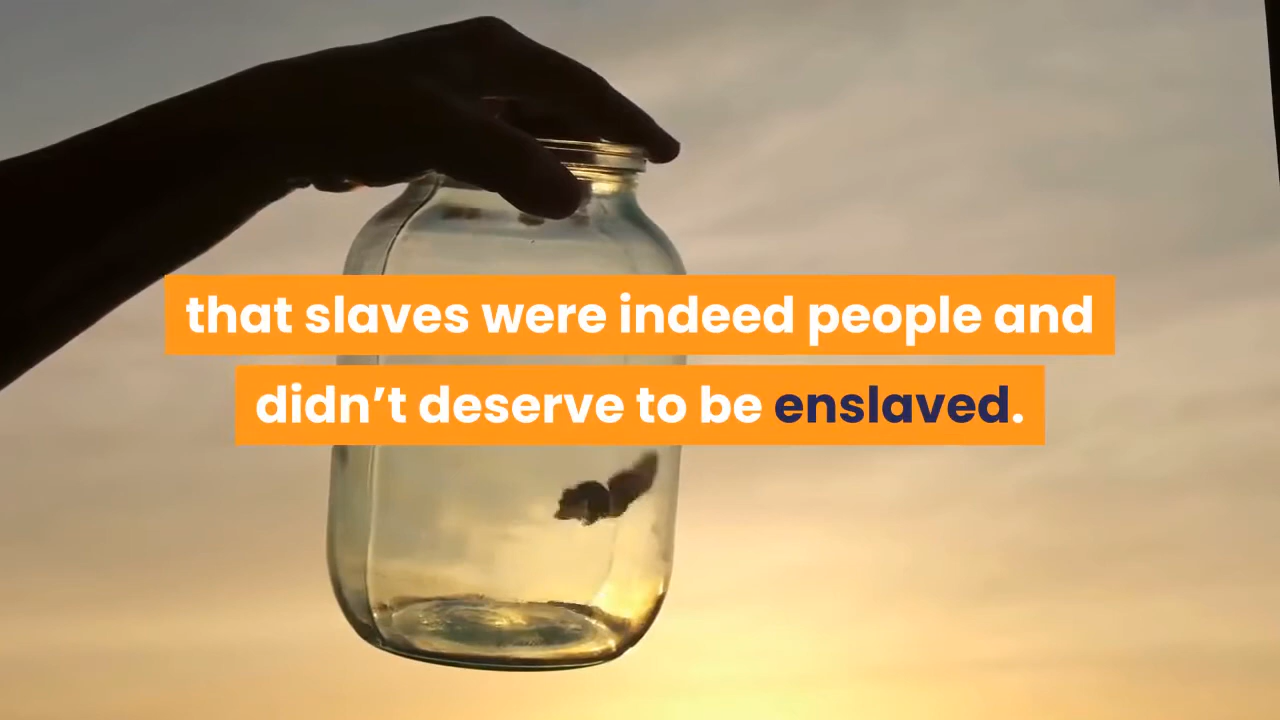 that slaves were indeed people and
didn’t deserve to be enslaved.